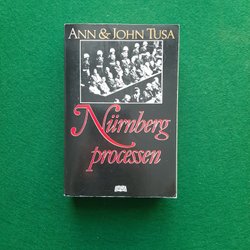 ANN & JOHN TUSA
Nürnberg
processen